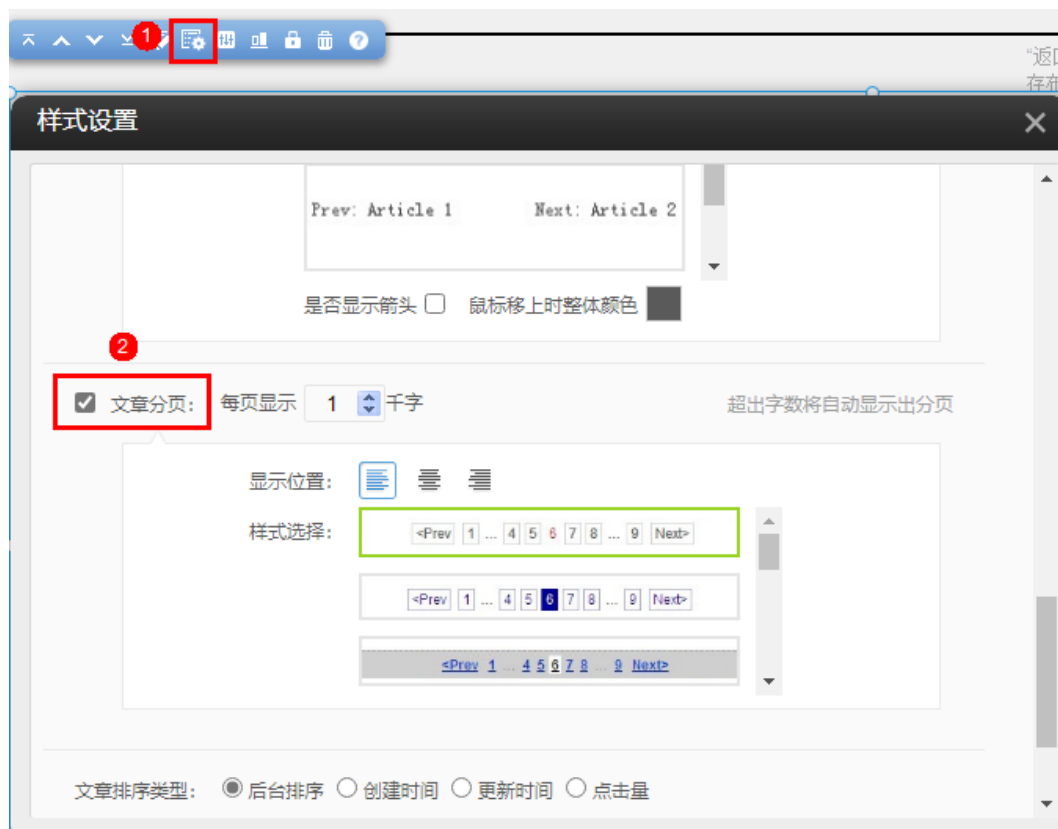 1
?
“返回
存在
样式设置
Prev: Article 1 Next: Article 2
是否显示箭头 鼠标移上时整体颜色
2
文章分页： 每页显示 1 千字 超出字数将自动显示出分页
显示位置：
样式选择： <Prev 1 ... 4 5 6 7 8 ... 9 Next>
<Prev 1 ... 4 5 6 7 8 ... 9 Next>
<Prev 1 ... 4 5 6 7 8 ... 9 Next>
文章排序类型： 后台排序 创建时间 更新时间 点击量